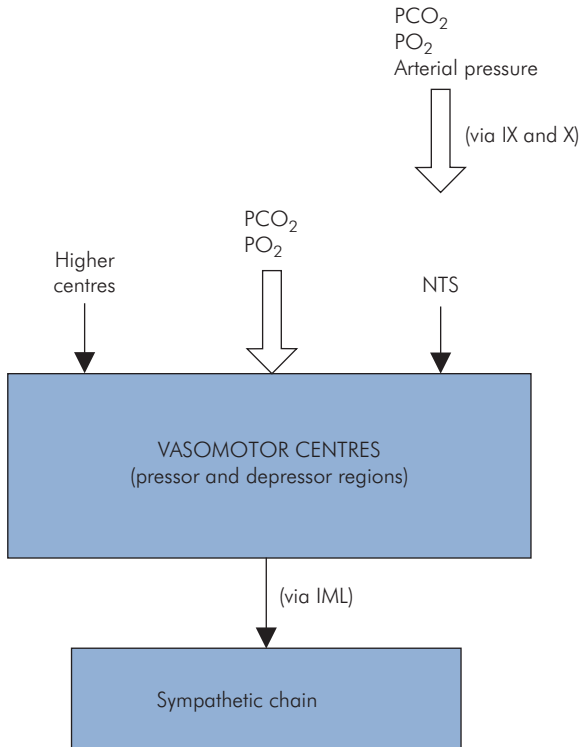 PCO₂
PO₂
Arterial pressure
(via IX and X)
PCO₂
PO₂
Higher
centres
NTS
VASOMOTOR CENTRES
(pressor and depressor regions)
(via IML)
Sympathetic chain